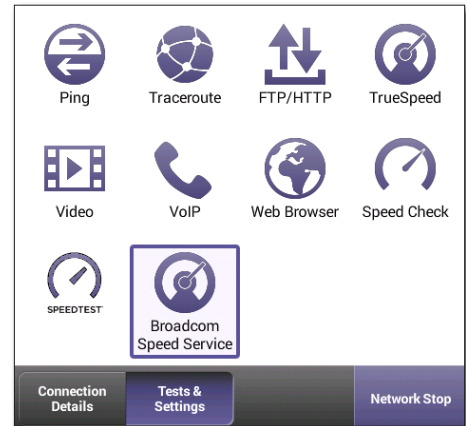 Ping
Traceroute
FTP/HTTP
TrueSpeed
Video
VoIP
Web Browser
Speed Check
SPEEDTEST
Broadcom
Speed Service
Connection
Details
Tests &
Settings
Network Stop